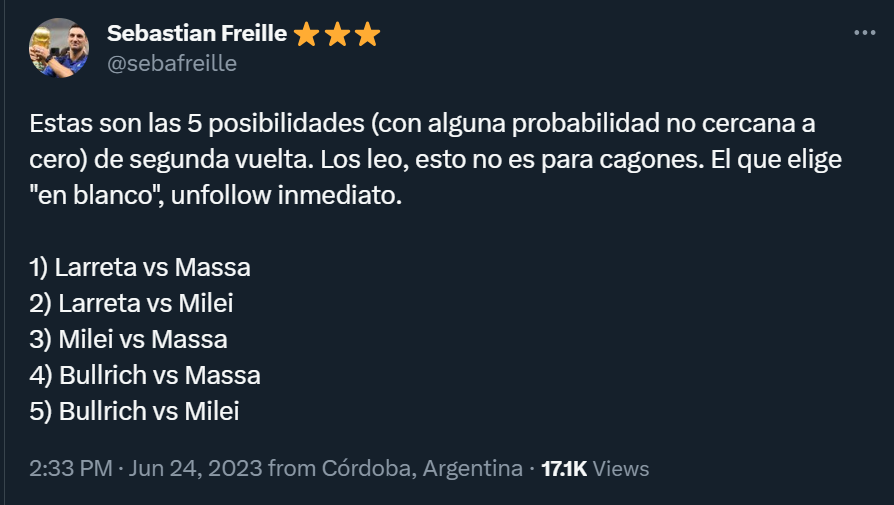 Sebastian Freille ⭐⭐⭐
@sebafreille
Estas son las 5 posibilidades (con alguna probabilidad no cercana a
cero) de segunda vuelta. Los leo, esto no es para cagones. El que elige
"en blanco", unfollow inmediato.
1) Larreta vs Massa
2) Larreta vs Milei
3) Milei vs Massa
4) Bullrich vs Massa
5) Bullrich vs Milei
2:33 PM · Jun 24, 2023 from Córdoba, Argentina · 17.1K Views